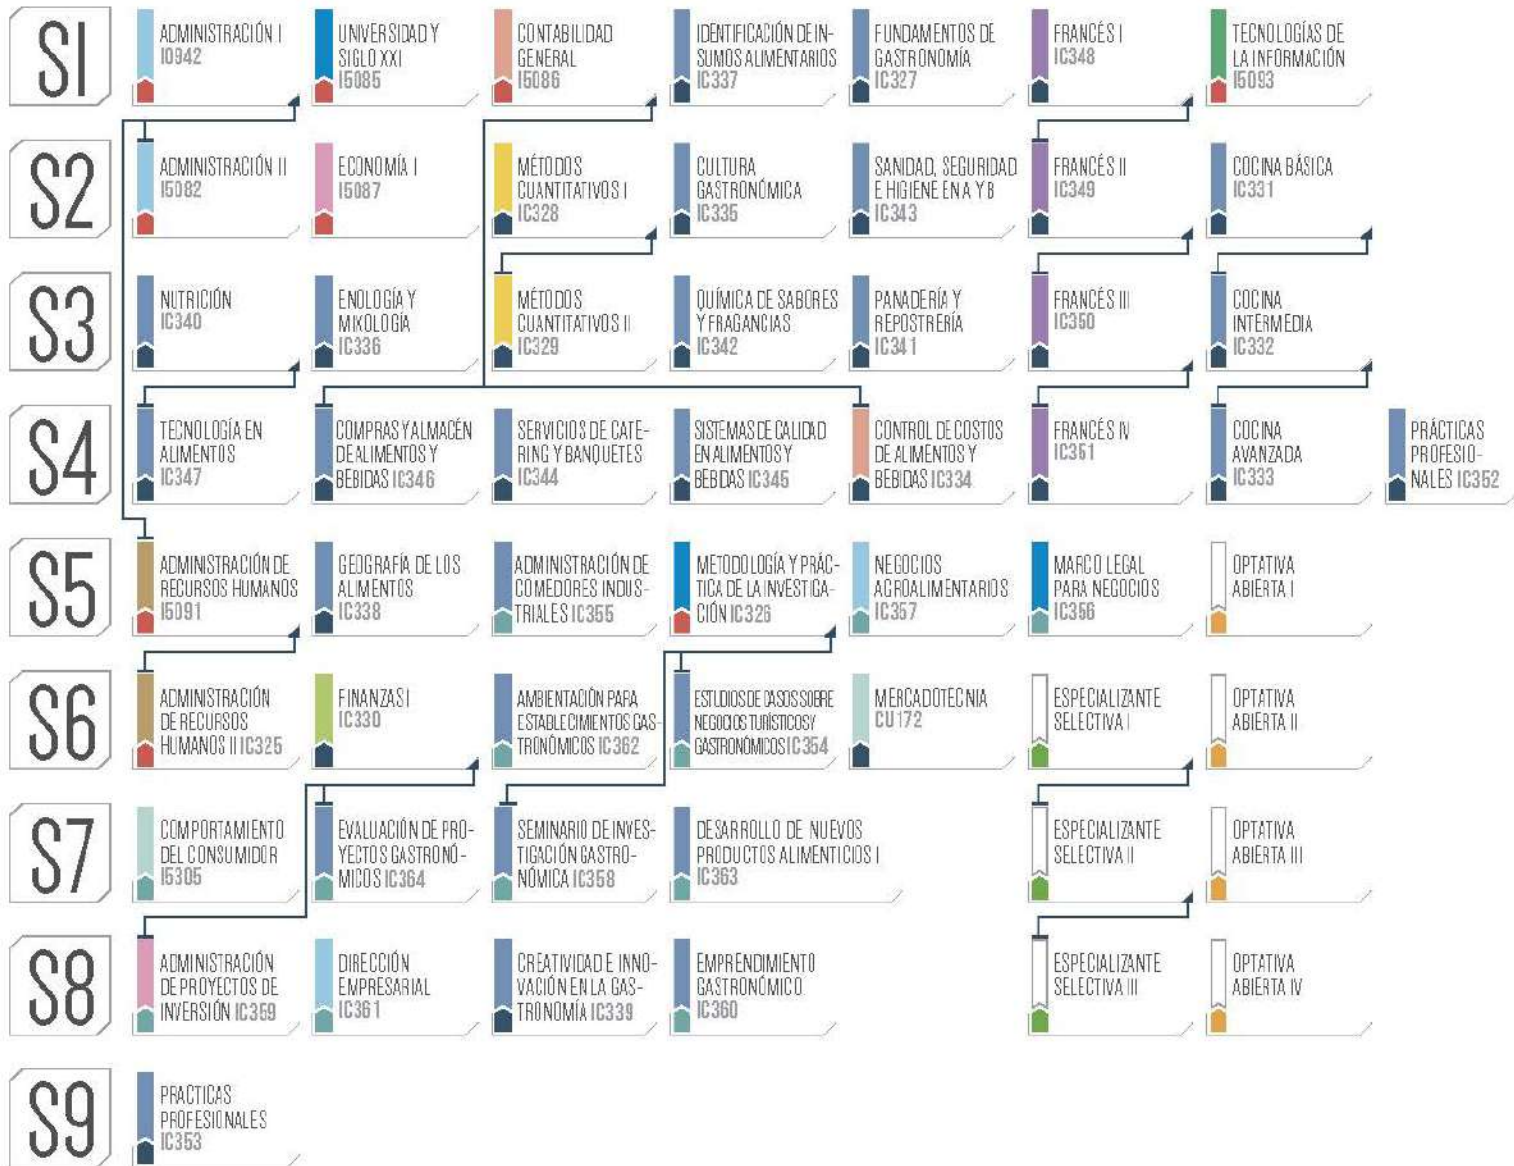 S1
ADMINISTRACIÓN I
I0942
UNIVERSIDAD Y
SIGLO XXI
I5085
CONTABILIDAD
GENERAL
I5086
IDENTIFICACIÓN DE IN-
SUMOS ALIMENTARIOS
IC337
FUNDAMENTOS DE
GASTRONOMÍA
IC327
FRANCÉS I
IC348
TECNOLOGÍAS DE
LA INFORMACIÓN
I5093
S2
ADMINISTRACIÓN II
I5082
ECONOMÍA I
I5087
MÉTODOS
CUANTITATIVOS I
IC328
CULTURA
GASTRONÓMICA
IC335
SANIDAD, SEGURIDAD
E HIGIENE EN A Y B
IC343
FRANCÉS II
IC349
COCINA BÁSICA
IC331
S3
NUTRICIÓN
IC340
ENOLOGÍA Y
MIXOLOGÍA
IC336
MÉTODOS
CUANTITATIVOS II
IC329
QUÍMICA DE SABORES
Y FRAGANCIAS
IC342
PANADERÍA Y
REPOSTRERÍA
IC341
FRANCÉS III
IC350
COCINA
INTERMEDIA
IC332
S4
TECNOLOGÍA EN
ALIMENTOS
IC347
COMPRAS Y ALMACÉN
DE ALIMENTOS Y
BEBIDAS IC346
SERVICIOS DE CATE-
RING Y BANQUETES
IC344
SISTEMAS DE CALIDAD
EN ALIMENTOS Y
BEBIDAS IC345
CONTROL DE COSTOS
DE ALIMENTOS Y
BEBIDAS IC334
FRANCÉS IV
IC351
COCINA
AVANZADA
IC333
PRÁCTICAS
PROFESIO-
NALES IC352
S5
ADMINISTRACIÓN DE
RECURSOS HUMANOS
I5091
GEOGRAFÍA DE LOS
ALIMENTOS
IC338
ADMINISTRACIÓN DE
COMEDORES INDUS-
TRIALES IC355
METODOLOGÍA Y PRÁC-
TICA DE LA INVESTIGA-
CIÓN IC326
NEGOCIOS
AGROALIMENTARIOS
IC357
MARCO LEGAL
PARA NEGOCIOS
IC356
OPTATIVA
ABIERTA I
S6
ADMINISTRACIÓN
DE RECURSOS
HUMANOS II IC325
FINANZAS I
IC330
AMBIENTACIÓN PARA
ESTABLECIMIENTOS GAS-
TRONÓMICOS IC362
ESTUDIOS DE CASOS SOBRE
NEGOCIOS TURÍSTICOS Y
GASTRONÓMICOS IC354
MERCADOTECNIA
CU172
ESPECIALIZANTE
SELECTIVA I
OPTATIVA
ABIERTA II
S7
COMPORTAMIENTO
DEL CONSUMIDOR
I5305
EVALUACIÓN DE PRO-
YECTOS GASTRONÓ-
MICOS IC364
SEMINARIO DE INVES-
TIGACIÓN GASTRO-
NÓMICA IC358
DESARROLLO DE NUEVOS
PRODUCTOS ALIMENTICIOS I
IC363
ESPECIALIZANTE
SELECTIVA II
OPTATIVA
ABIERTA III
S8
ADMINISTRACIÓN
DE PROYECTOS DE
INVERSIÓN IC359
DIRECCIÓN
EMPRESARIAL
IC361
CREATIVIDAD E INNO-
VACIÓN EN LA GAS-
TRONOMÍA IC339
EMPRENDIMIENTO
GASTRONÓMICO
IC360
ESPECIALIZANTE
SELECTIVA III
OPTATIVA
ABIERTA IV
S9
PRACTICAS
PROFESIONALES
IC353